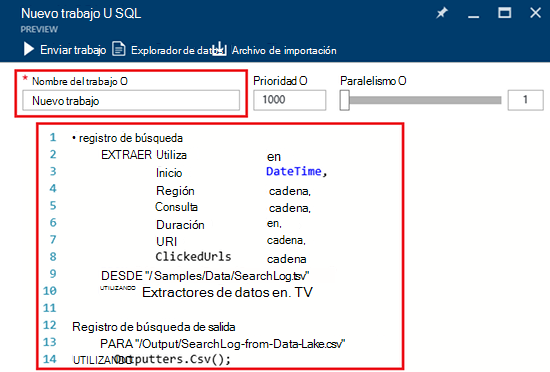 Nuevo trabajo U SQL
PREVIEW
Enviar trabajo Explorador de datos Archivo de importación
* Nombre del trabajo O Prioridad O Paralelismo O
Nuevo trabajo 1000 1
1 • registro de búsqueda
2 EXTRAER Utiliza en
3 Inicio DateTime,
4 Región cadena,
5 Consulta cadena,
6 Duración en,
7 URI cadena,
8 ClickedUrls cadena
9 DESDE "/ Samples/Data/SearchLog.tsv"
10 UTILIZANDO Extractores de datos en. TV
11
12 Registro de búsqueda de salida
13 PARA "/Output/SearchLog-from-Data-Lake.csv"
14 UTILIZANDO Outputters.Csv();